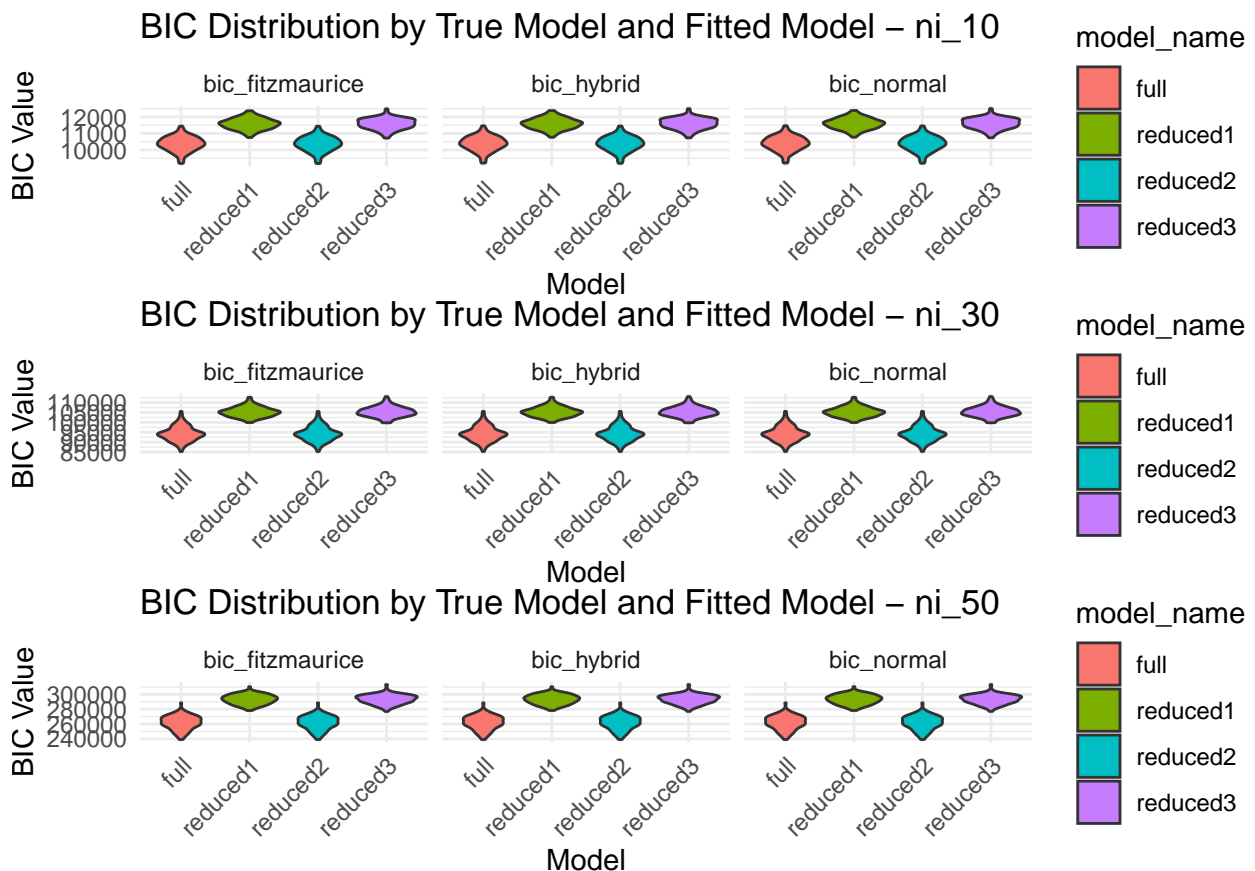 BIC Distribution by True Model and Fitted Model – ni_10
BIC Value
bic_fitzmaurice bic_hybrid bic_normal
12000
11000
10000
full reduced1 reduced2 reduced3 full reduced1 reduced2 reduced3 full reduced1 reduced2 reduced3
Model
model_name
full
reduced1
reduced2
reduced3
BIC Distribution by True Model and Fitted Model – ni_30
BIC Value
bic_fitzmaurice bic_hybrid bic_normal
110000
105000
100000
95000
90000
85000
full reduced1 reduced2 reduced3 full reduced1 reduced2 reduced3 full reduced1 reduced2 reduced3
Model
model_name
full
reduced1
reduced2
reduced3
BIC Distribution by True Model and Fitted Model – ni_50
BIC Value
bic_fitzmaurice bic_hybrid bic_normal
300000
280000
260000
240000
full reduced1 reduced2 reduced3 full reduced1 reduced2 reduced3 full reduced1 reduced2 reduced3
Model
model_name
full
reduced1
reduced2
reduced3